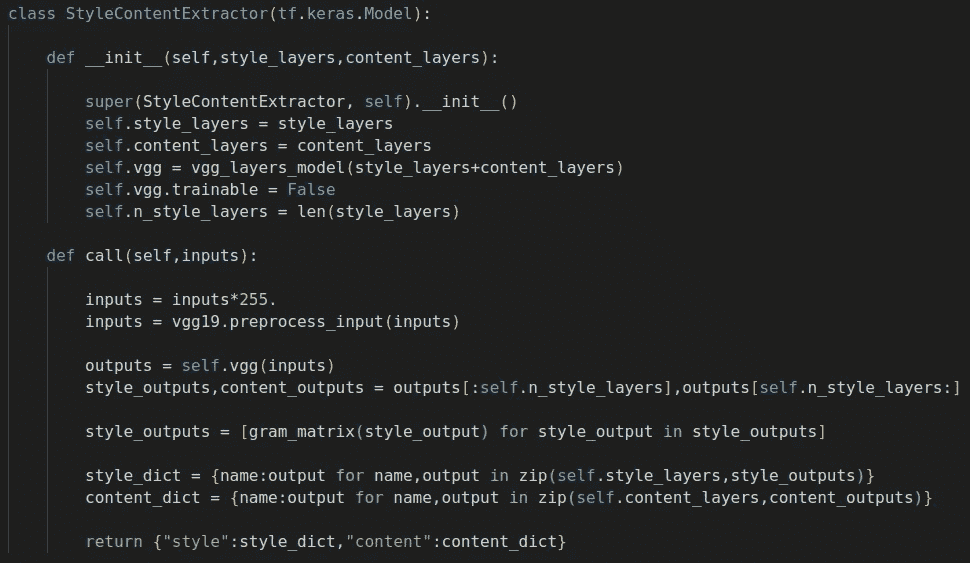 class StyleContentExtractor(tf.keras.Model):
def __init__(self,style_layers,content_layers):
super(StyleContentExtractor, self).__init__()
self.style_layers = style_layers
self.content_layers = content_layers
self.vgg = vgg_layers_model(style_layers+content_layers)
self.vgg.trainable = False
self.n_style_layers = len(style_layers)
def call(self,inputs):
inputs = inputs*255.
inputs = vgg19.preprocess_input(inputs)
outputs = self.vgg(inputs)
style_outputs,content_outputs = outputs[:self.n_style_layers],outputs[self.n_style_layers:]
style_outputs = [gram_matrix(style_output) for style_output in style_outputs]
style_dict = {name:output for name,output in zip(self.style_layers,style_outputs)}
content_dict = {name:output for name,output in zip(self.content_layers,content_outputs)}
return {"style":style_dict,"content":content_dict}